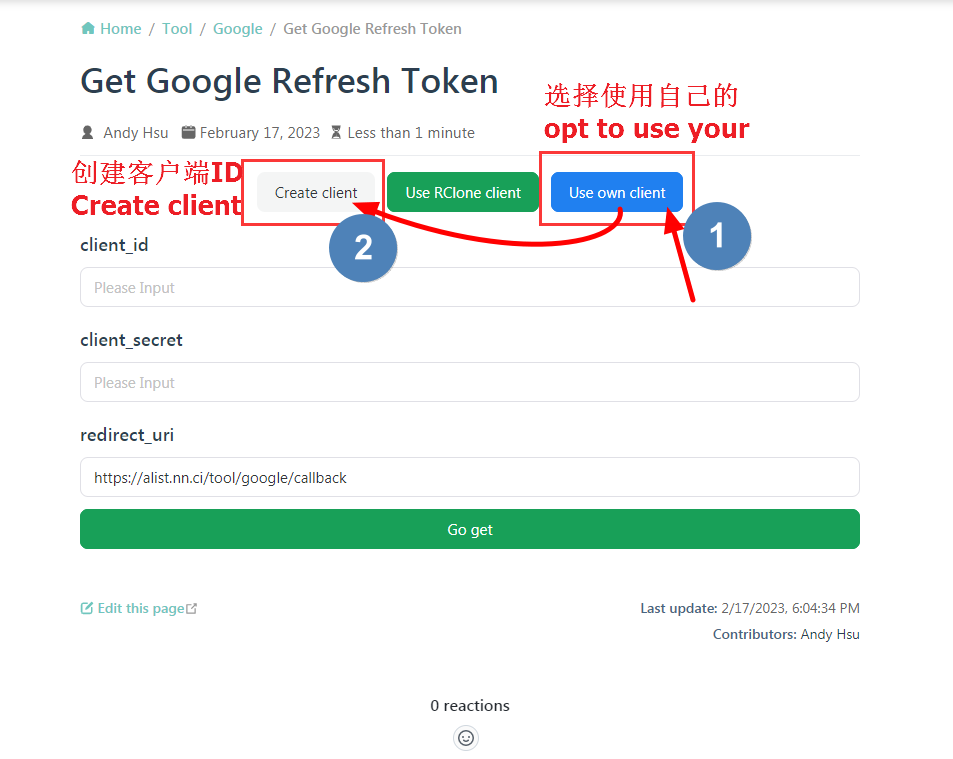 Home / Tool / Google / Get Google Refresh Token
Get Google Refresh Token
选择使用自己的
opt to use your
Andy Hsu February 17, 2023 Less than 1 minute
创建客户端ID
Create client
Create client
Use RClone client
Use own client
1
2
client_id
Please Input
client_secret
Please Input
redirect_uri
https://alist.nn.ci/tool/google/callback
Go get
Edit this page
Last update: 2/17/2023, 6:04:34 PM
Contributors: Andy Hsu
0 reactions